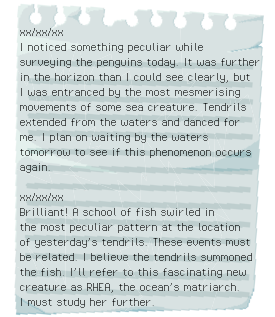 xx/xx/xx
I noticed something peculiar while
surveying the penguins today. It was further
in the horizon than I could see clearly, but
I was entranced by the most mesmerising
movements of some sea creature. Tendrils
extended from the waters and danced for
me. I plan on waiting by the waters
tomorrow to see if this phenomenon occurs
again.
xx/xx/xx
Brilliant! A school of fish swirled in
the most peculiar pattern at the location
of yesterday's tendrils. These events must
be related. I believe the tendrils summoned
the fish. I'll refer to this fascinating new
creature as RHEA, the ocean's matriarch.
I must study her further.